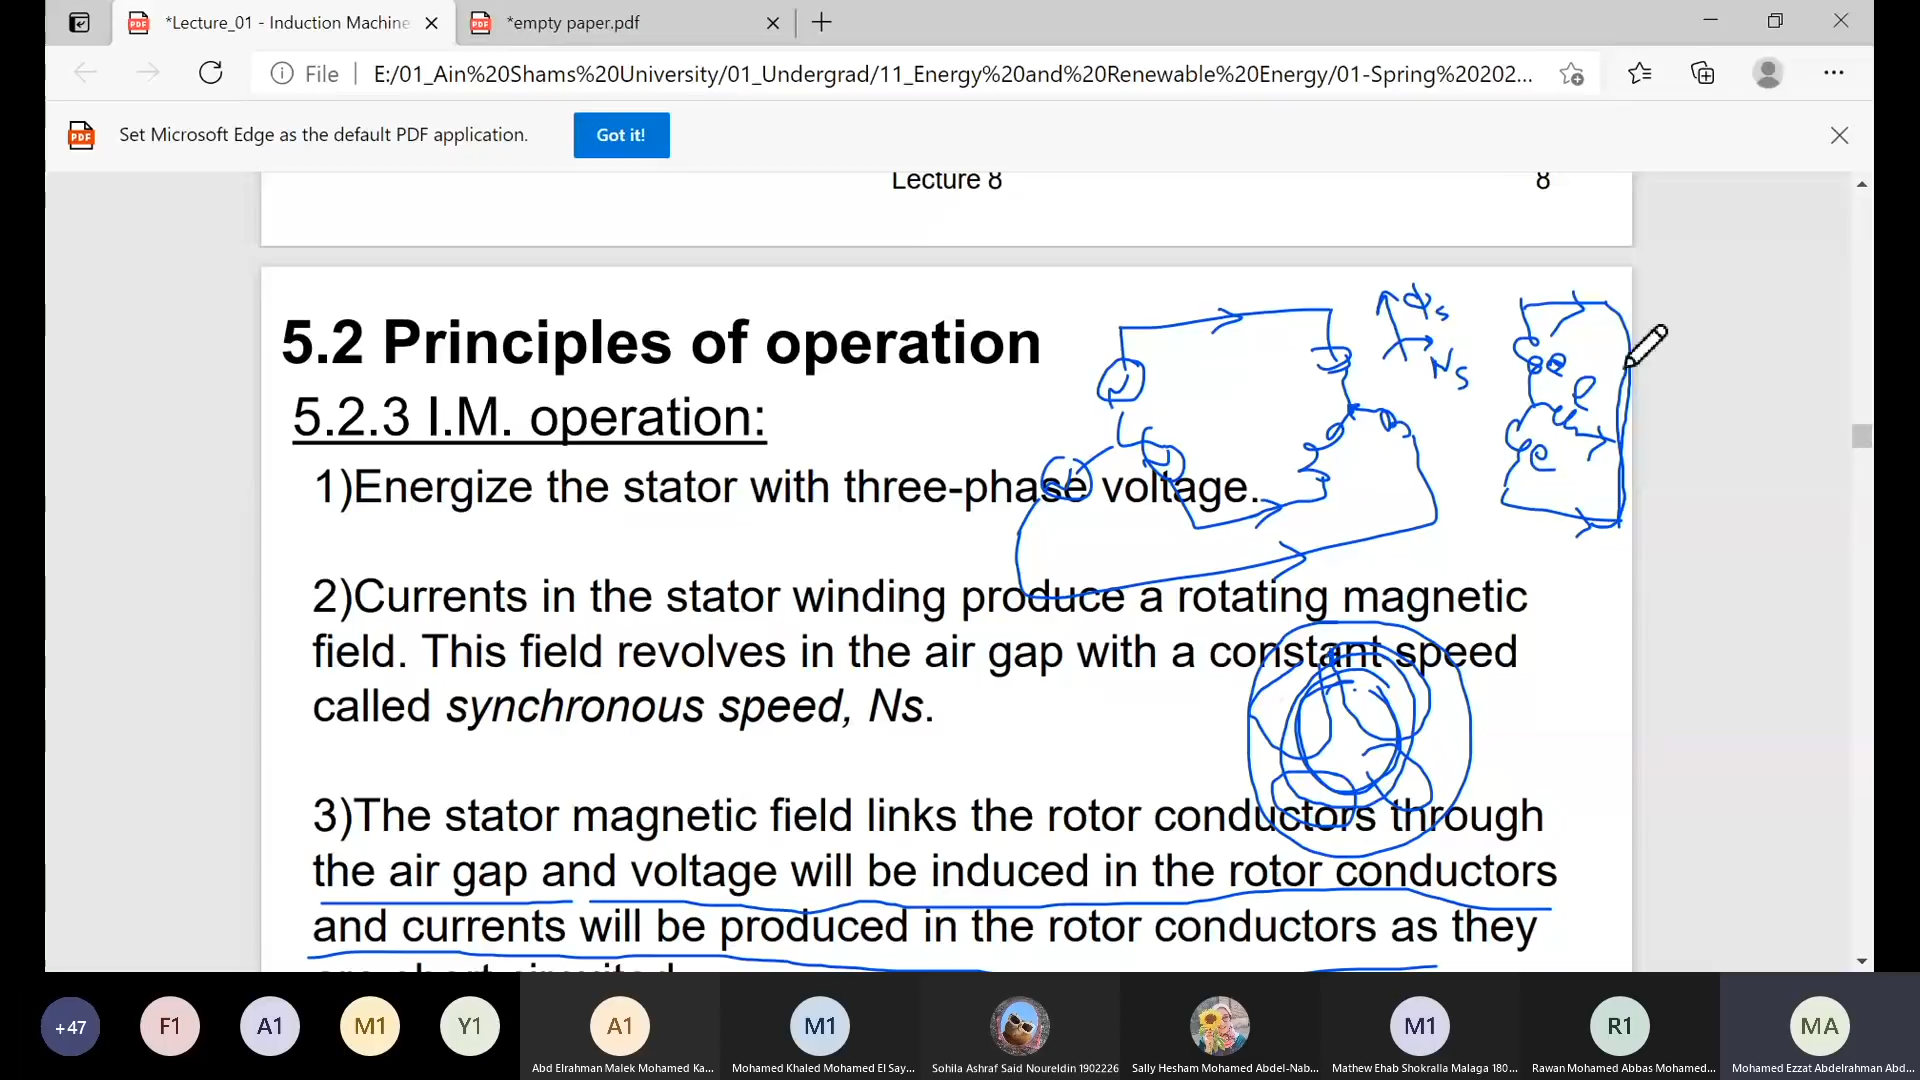 *Lecture_01 - Induction Machine
*empty paper.pdf
File
E:/01_Ain%20Shams%20University/01_Undergrad/11_Energy%20and%20Renewable%20Energy/01-Spring%20202...
PDF
Set Microsoft Edge as the default PDF application.
Got it!
Lecture 8
8
5.2 Principles of operation
ϕs
Ns
5.2.3 I.M. operation:
e
e
e
1)Energize the stator with three-phase voltage.
2)Currents in the stator winding produce a rotating magnetic
field. This field revolves in the air gap with a constant speed
called synchronous speed, Ns.
3)The stator magnetic field links the rotor conductors through
the air gap and voltage will be induced in the rotor conductors
and currents will be produced in the rotor conductors as they
+47
F1
A1
M1
Y1
A1
M1
M1
R1
MA
Abd Elrahman Malek Mohamed Ka...
Mohamed Khaled Mohamed El Say...
Sohila Ashraf Said Noureldin 1902226
Sally Hesham Mohamed Abdel-Nab...
Mathew Ehab Shokralla Malaga 180...
Rawan Mohamed Abbas Mohamed...
Mohamed Ezzat Abdelrahman Abd...